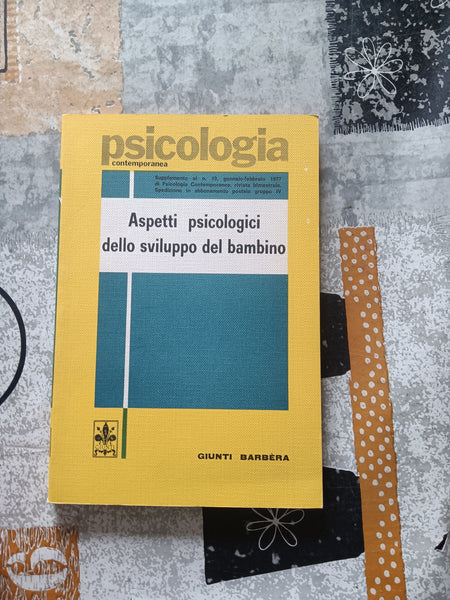 psicologia
contemporanea
Supplemento al n. 19, gennaio-febbraio 1977
di Psicologia Contemporanea, rivista bimestrale.
Spedizione in abbonamento postale gruppo IV
Aspetti psicologici
dello sviluppo del bambino
GIUNTI BARBÈRA